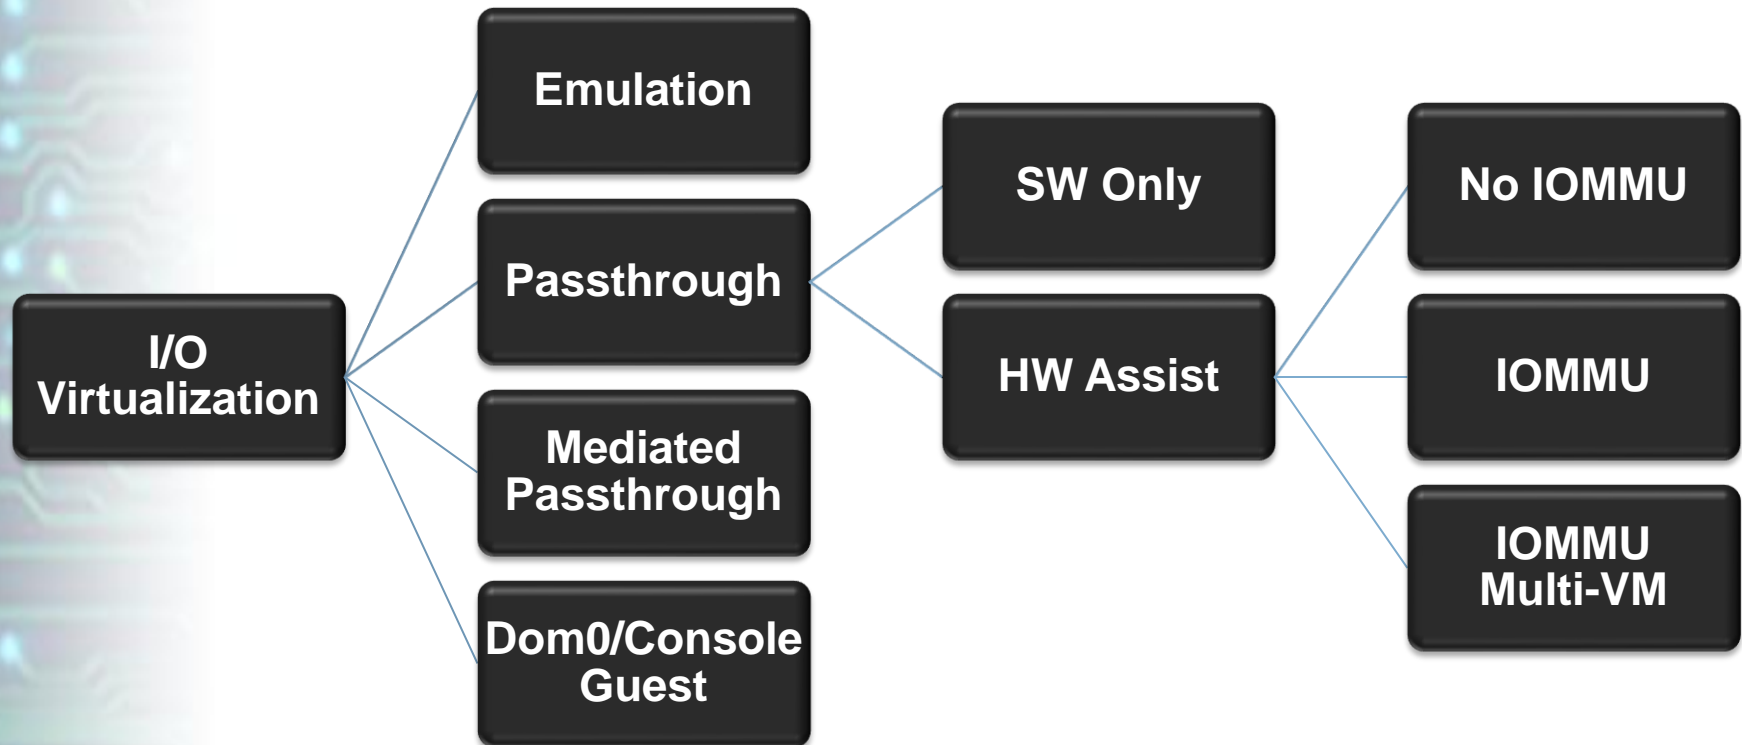 I/O
Virtualization
Emulation
Passthrough
Mediated
Passthrough
Dom0/Console
Guest
SW Only
HW Assist
No IOMMU
IOMMU
IOMMU
Multi-VM